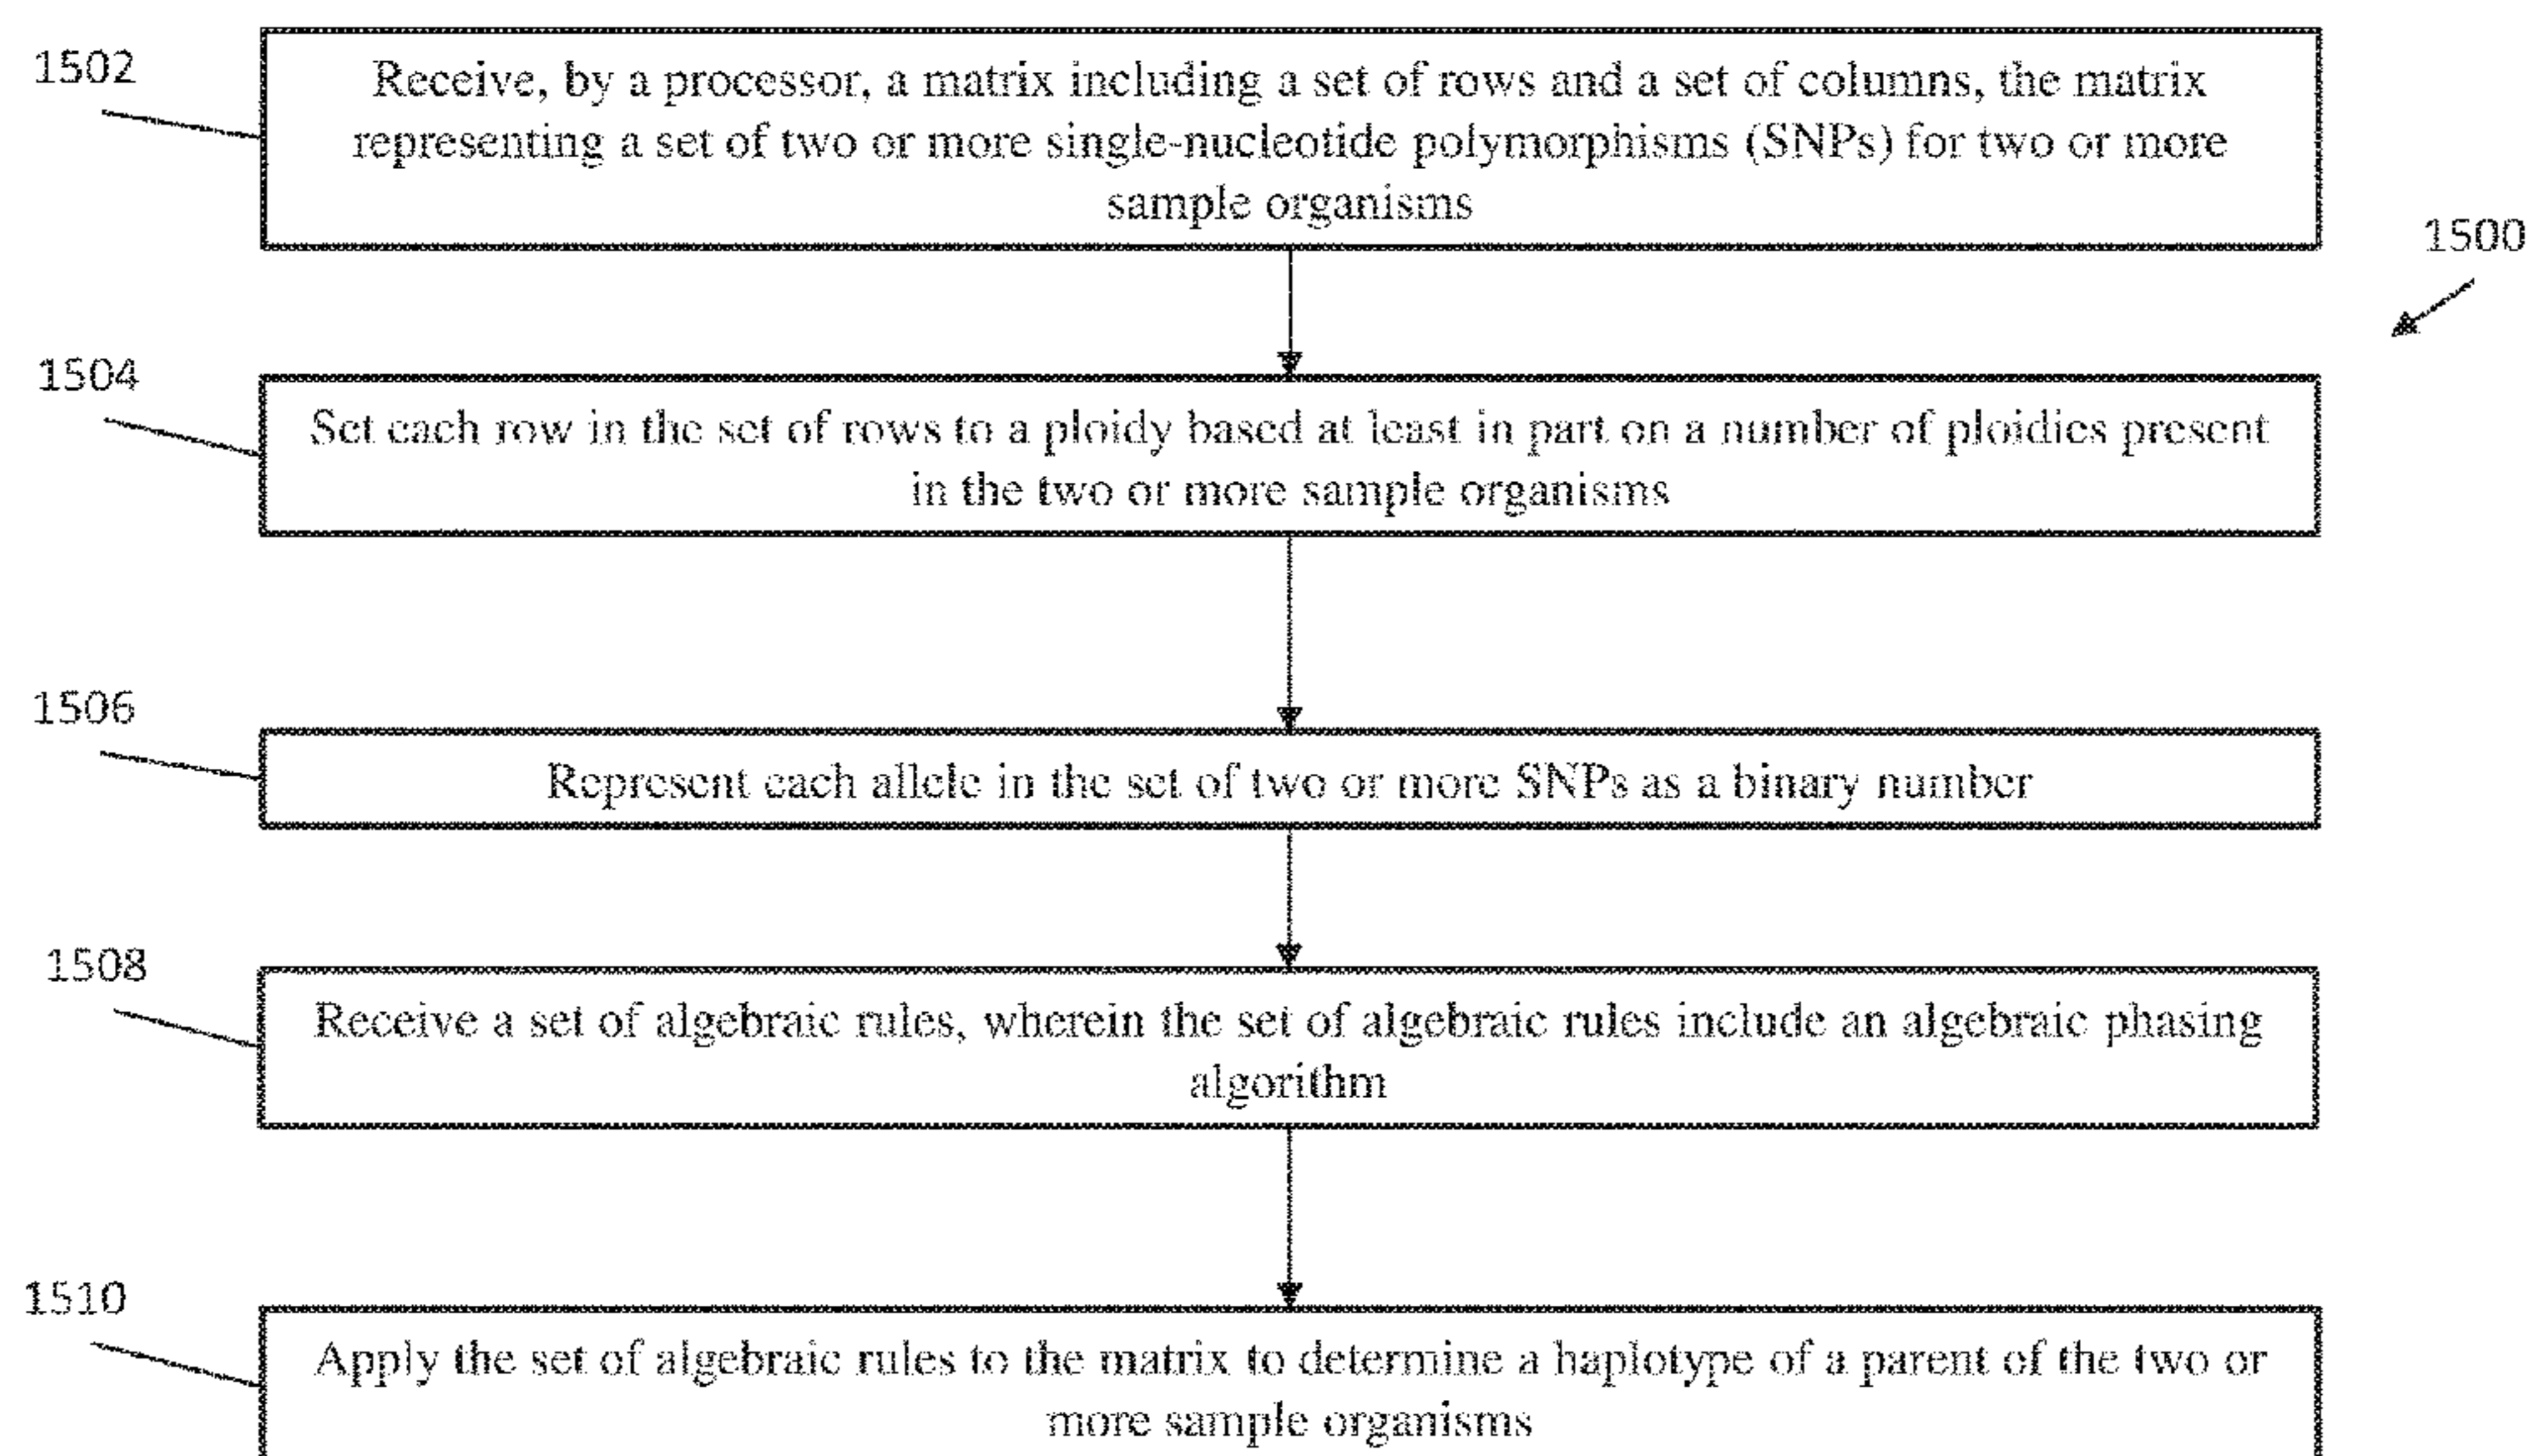 1502
Receive, by a processor, a matrix including a set of rows and a set of columns, the matrix
representing a set of two or more single-nucleotide polymorphisms (SNPs) for two or more
sample organisms
1500
1504
Set each row in the set of rows to a ploidy based at least in part on a number of ploidies present
in the two or more sample organisms
1506
Represent each allele in the set of two or more SNPs as a binary number
1508
Receive a set of algebraic rules, wherein the set of algebraic rules include an algebraic phasing
algorithm
1510
Apply the set of algebraic rules to the matrix to determine a haplotype of a parent of the two or
more sample organisms